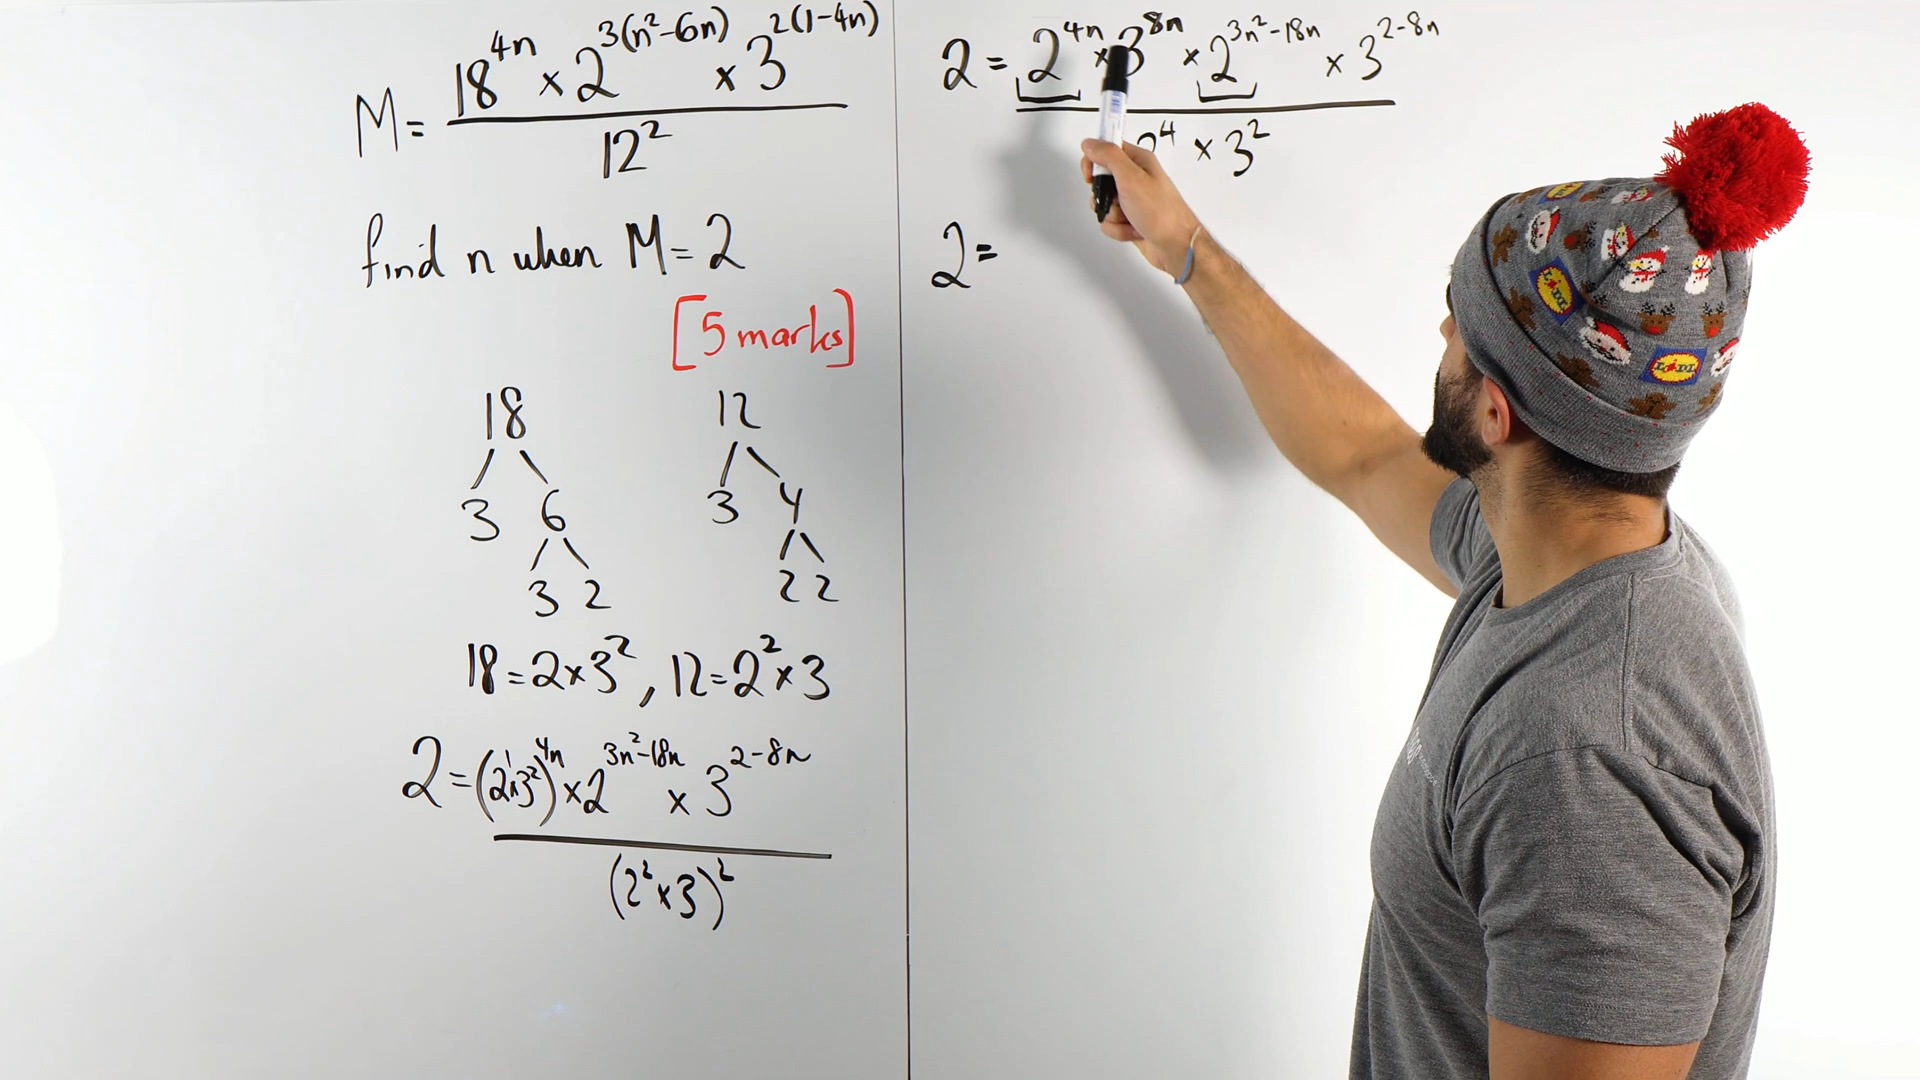 M = 18^4n × 2^3(n²-6n) × 3^2(1-4n)
12²
find n when M = 2
[5 marks]
18
3 6
3 2
12
3 4
2 2
18 = 2 × 3², 12 = 2² × 3
2 = (2¹×3²)^4n × 2^3n²-18n × 3^2-8n
(2² × 3)²
2 = 2^4n × 3^8n × 2^3n²-18n × 3^2-8n
2⁴ × 3²
2 =
LIDL
LIDL